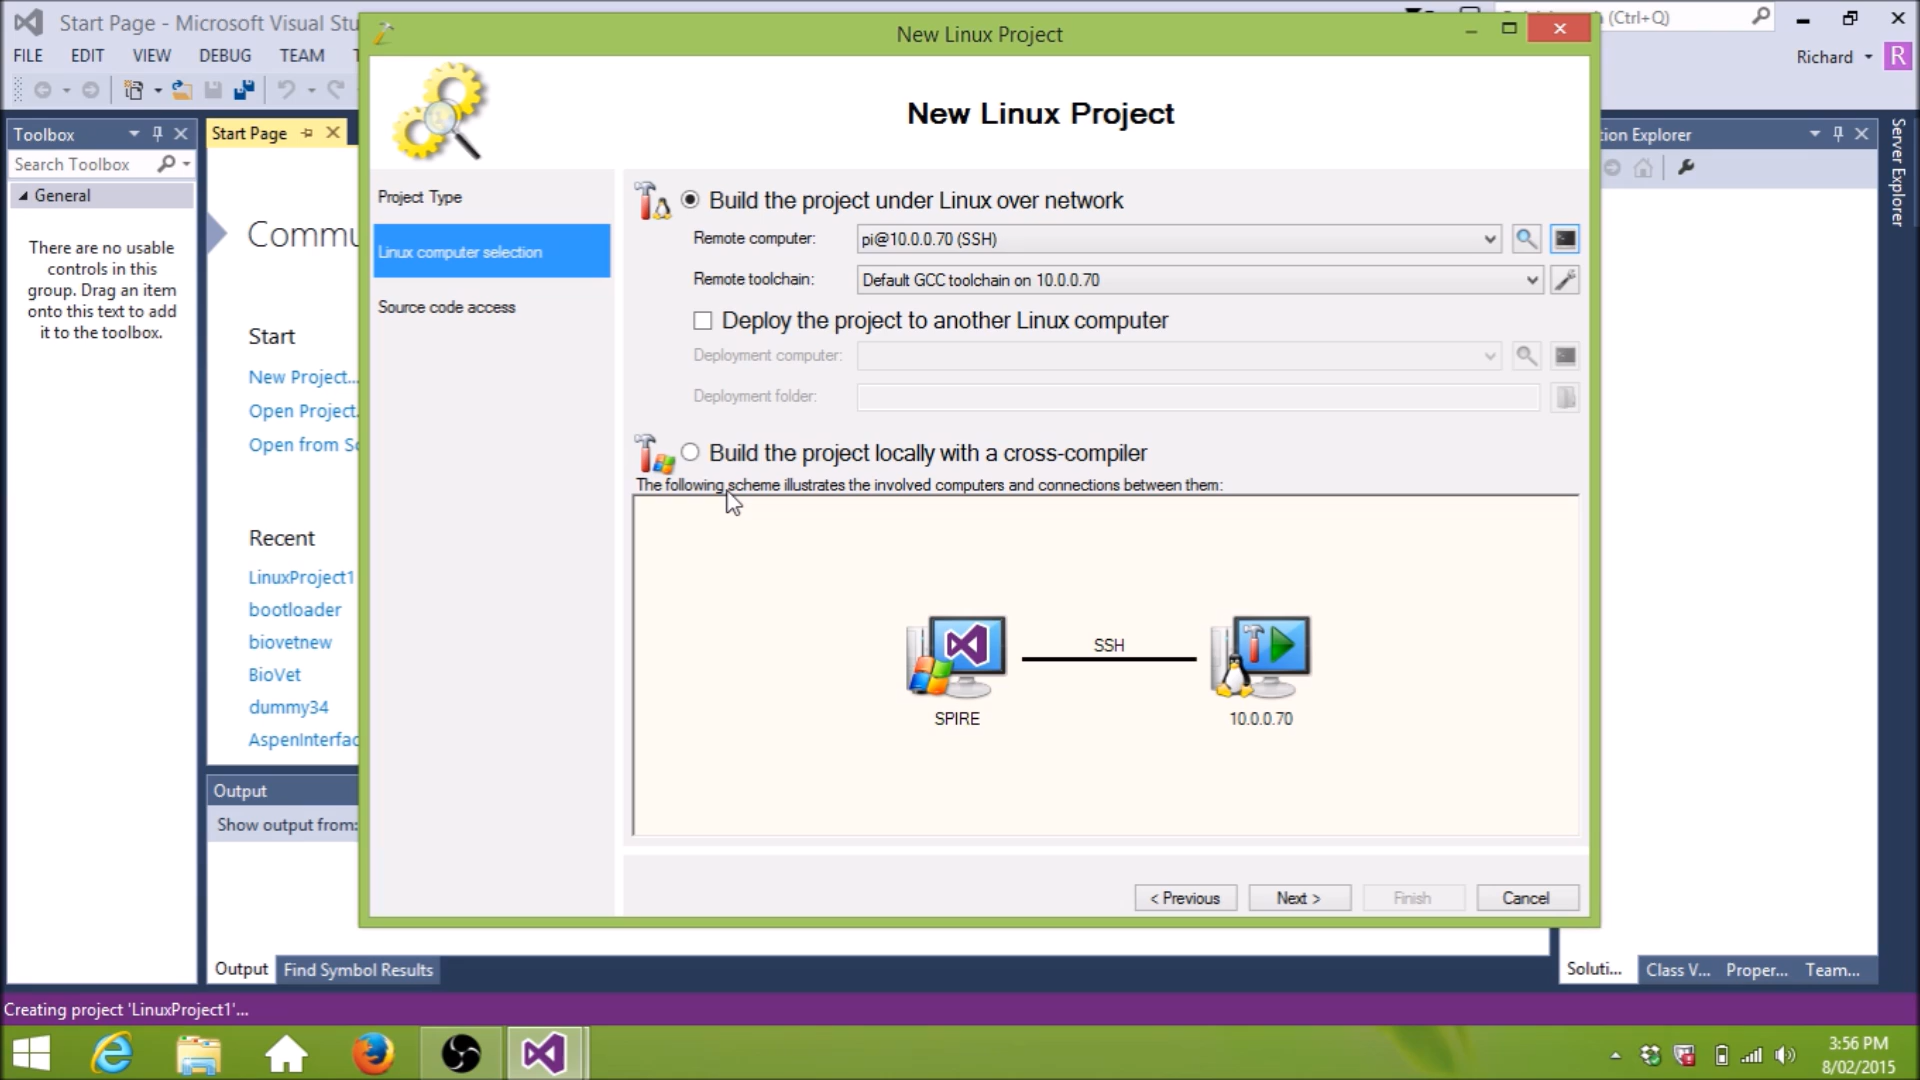 Start Page - Microsoft Visual Stu
(Ctrl+Q)
FILE EDIT VIEW DEBUG TEAM
Richard
R
New Linux Project
New Linux Project
Toolbox
Search Toolbox
General
There are no usable
controls in this
group. Drag an item
onto this text to add
it to the toolbox.
Start Page
Commu
Start
New Project...
Open Project.
Open from So
Recent
LinuxProject1
bootloader
biovetnew
BioVet
dummy34
AspenInterfac
Output
Show output from:
Output
Find Symbol Results
Project Type
Linux computer selection
Source code access
Build the project under Linux over network
Remote computer: pi@10.0.0.70 (SSH)
Remote toolchain: Default GCC toolchain on 10.0.0.70
Deploy the project to another Linux computer
Deployment computer:
Deployment folder:
Build the project locally with a cross-compiler
The following scheme illustrates the involved computers and connections between them:
SSH
SPIRE
10.0.0.70
< Previous
Next >
Finish
Cancel
tion Explorer
Server Explorer
Soluti... Class V... Proper... Team...
Creating project 'LinuxProject1'...
3:56 PM
8/02/2015